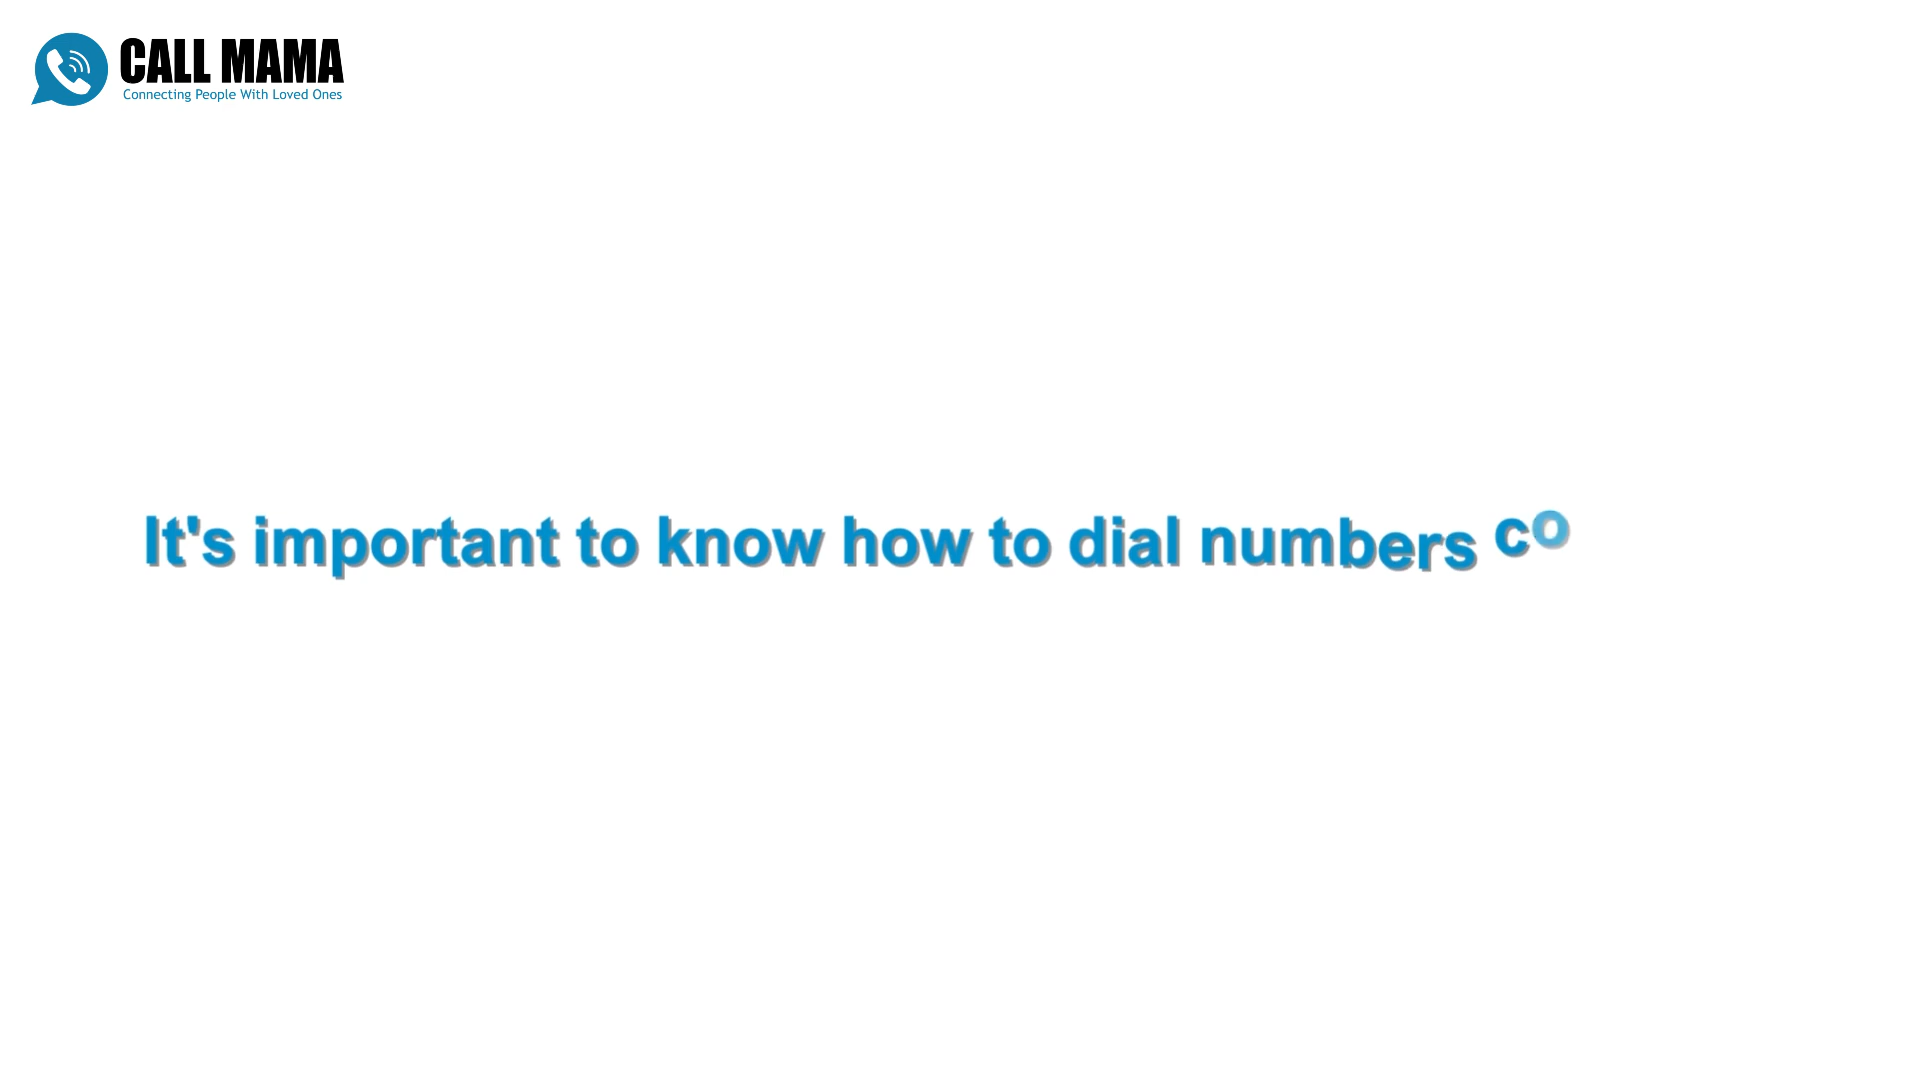 CALL MAMA
Connecting People With Loved Ones
It's important to know how to dial numbers co